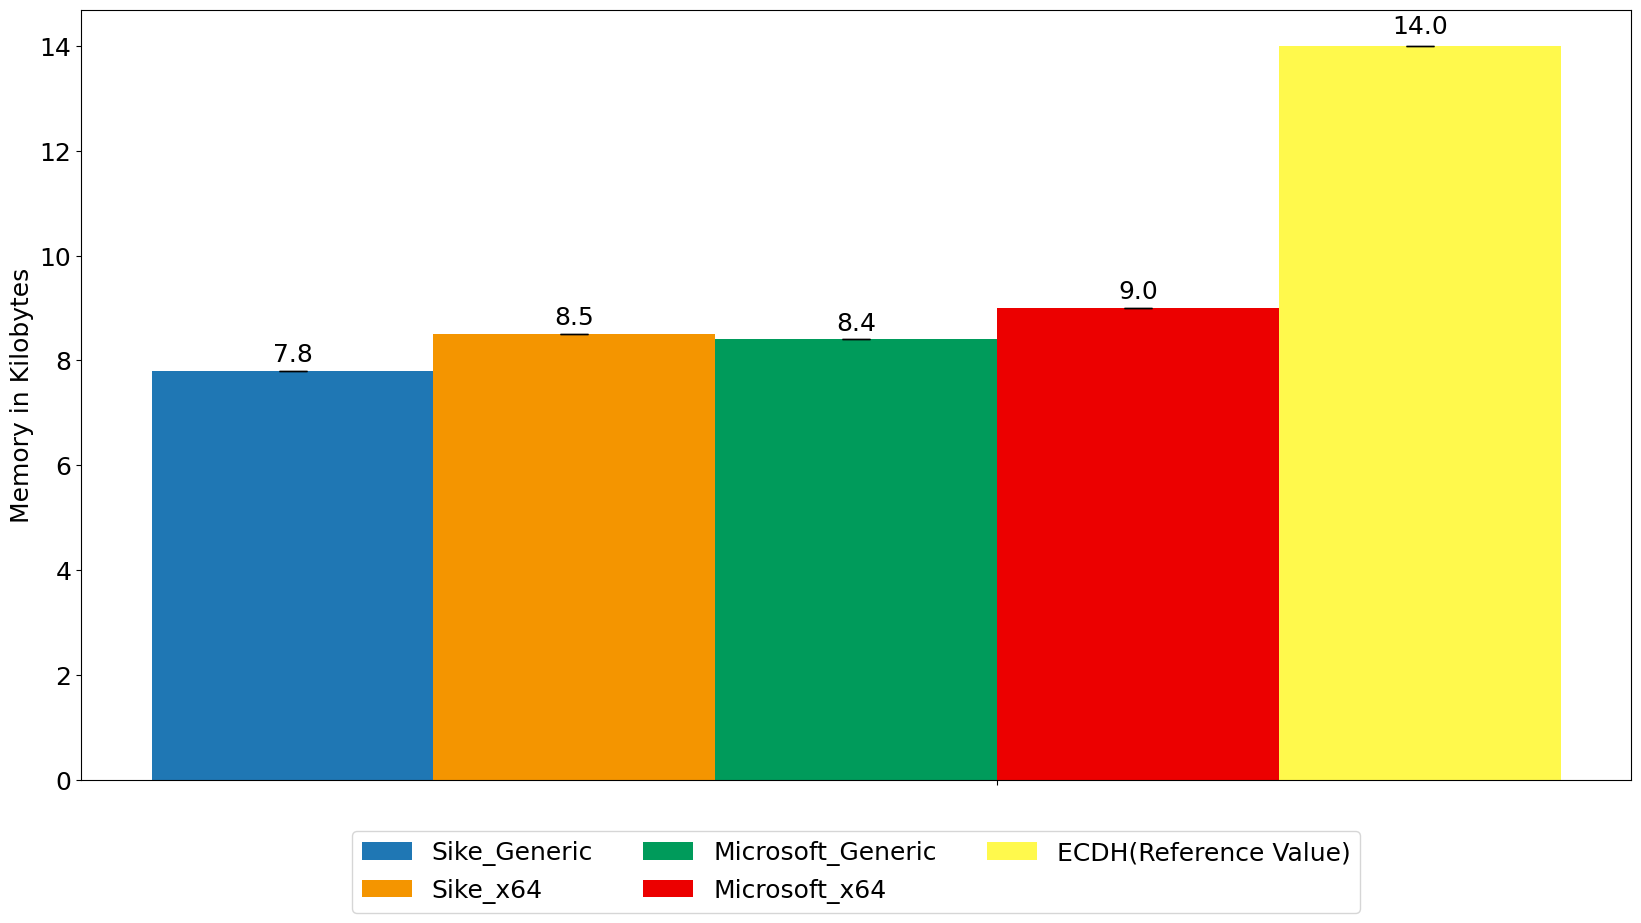 14.0
14
12
10
9.0
8.5
8.4
7.8
8
6
4
2
0
Memory in Kilobytes
Sike_Generic
Sike_x64
Microsoft_Generic
Microsoft_x64
ECDH(Reference Value)